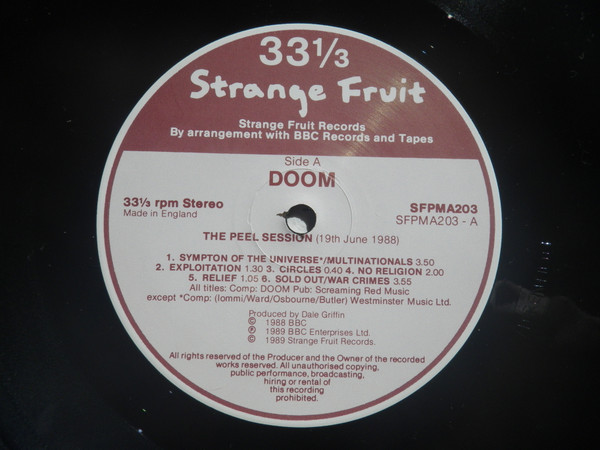 33⅓
Strange Fruit
Strange Fruit Records
By arrangement with BBC Records and Tapes
Side A
DOOM
33⅓ rpm Stereo
Made in England
SFPMA203
SFPMA203 - A
THE PEEL SESSION (19th June 1988)
1. SYMPTON OF THE UNIVERSE*/MULTINATIONALS 3.50
2. EXPLOITATION 1.30 3. CIRCLES 0.40 4. NO RELIGION 2.00
5. RELIEF 1.05 6. SOLD OUT/WAR CRIMES 3.55
All titles: Comp: DOOM Pub: Screaming Red Music
except *Comp: (Iommi/Ward/Osbourne/Butler) Westminster Music Ltd.
Produced by Dale Griffin
© 1988 BBC
℗ 1989 BBC Enterprises Ltd.
© 1989 Strange Fruit Records.
All rights reserved of the Producer and the Owner of the recorded
works reserved. All unauthorised copying,
public performance, broadcasting,
hiring or rental of
this recording
prohibited.